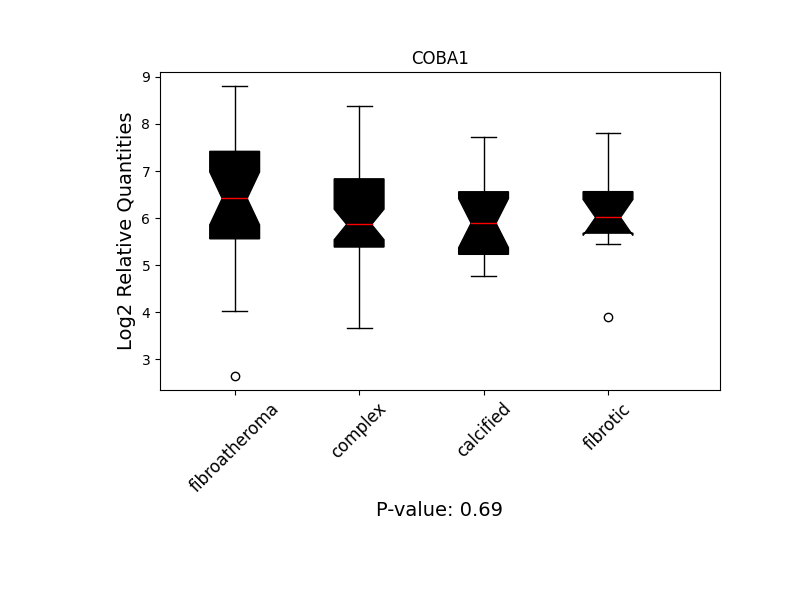 COBA1
Log2 Relative Quantities
9
8
7
6
5
4
3
fibroatheroma
complex
calcified
fibrotic
P-value: 0.69